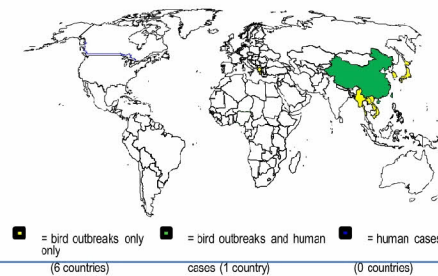 = bird outbreaks only = bird outbreaks and human = human cases
only
(6 countries) cases (1 country) (0 countries)